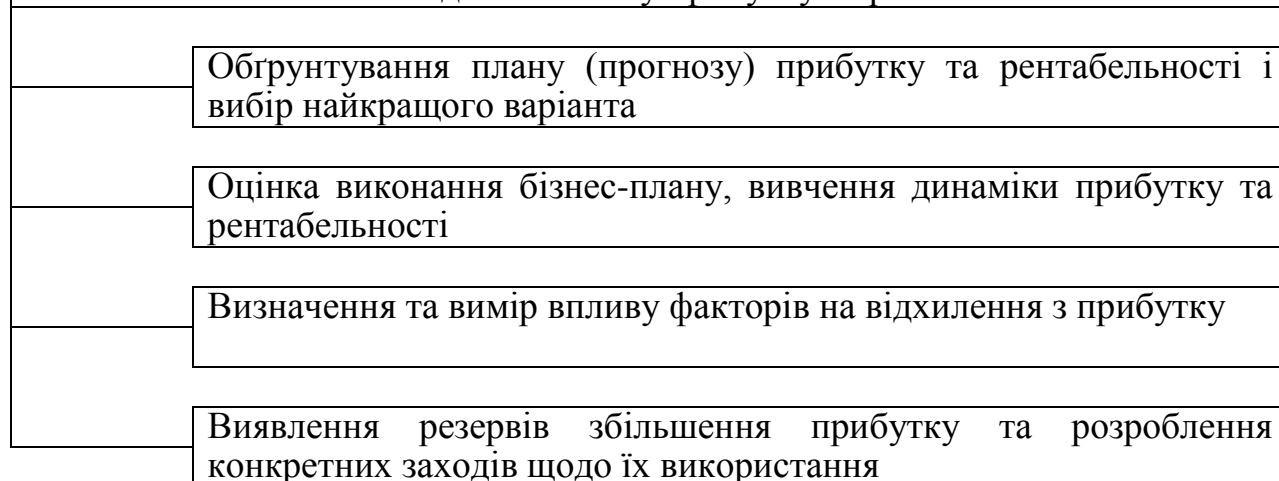 Обґрунтування плану (прогнозу) прибутку та рентабельності і
вибір найкращого варіанта
Оцінка виконання бізнес-плану, вивчення динаміки прибутку та
рентабельності
Визначення та вимір впливу факторів на відхилення з прибутку
Виявлення резервів збільшення прибутку та розроблення
конкретних заходів щодо їх використання